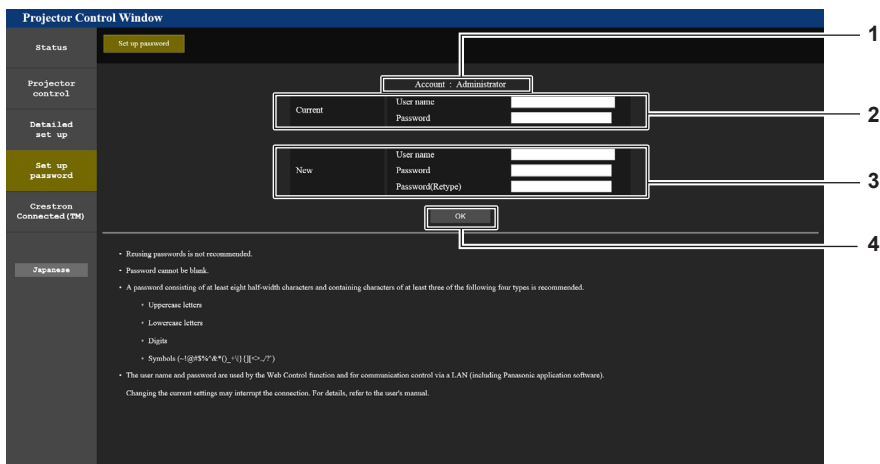 Projector Control Window
Status
Set up password
1
Projector
control
Account : Administrator
Current
User name
Password
2
Detailed
set up
Set up
password
New
User name
Password
Password(Retype)
3
Crestron
Connected(TM)
OK
4
Japanese
• Reusing passwords is not recommended.
• Password cannot be blank.
• A password consisting of at least eight half-width characters and containing characters of at least three of the following four types is recommended.
• Uppercase letters
• Lowercase letters
• Digits
• The user name and password are used by the Web Control function and for communication control via a LAN (including Panasonic application software).
Changing the current settings may interrupt the connection. For details, refer to the user's manual.